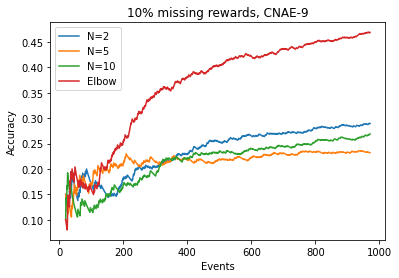 10% missing rewards, CNAE-9
N=2
N=5
N=10
Elbow
Accuracy
0.45
0.40
0.35
0.30
0.25
0.20
0.15
0.10
0 200 400 600 800 1000
Events